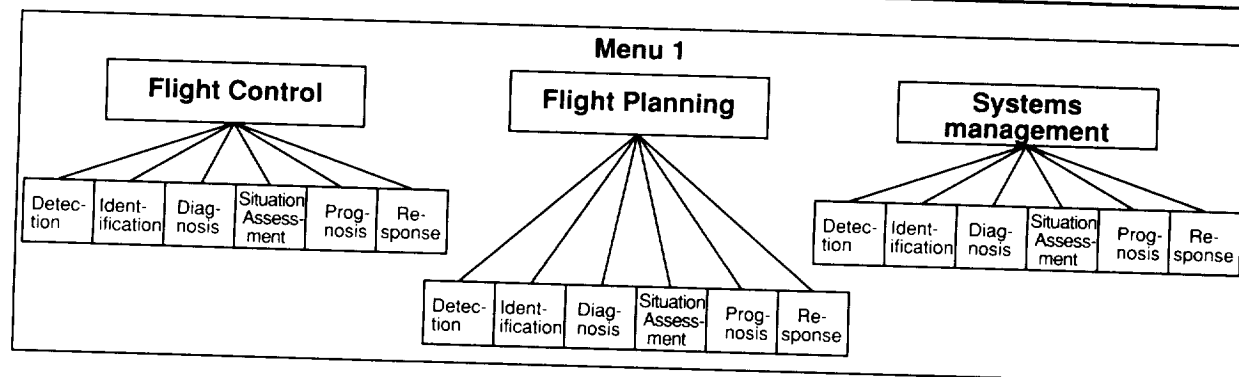 Menu 1
Flight Control
Detec-
tion
Ident-
ification
Diag-
nosis
Situation
Assess-
ment
Prog-
nosis
Re-
sponse
Flight Planning
Detec-
tion
Ident-
ification
Diag-
nosis
Situation
Assess-
ment
Prog-
nosis
Re-
sponse
Systems
management
Detec-
tion
Ident-
ification
Diag-
nosis
Situation
Assess-
ment
Prog-
nosis
Re-
sponse